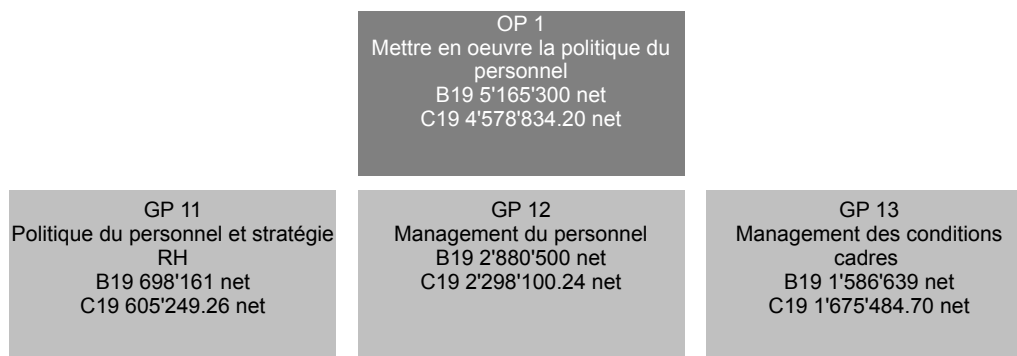 OP 1
Mettre en oeuvre la politique du
personnel
B19 5'165'300 net
C19 4'578'834.20 net
GP 11
Politique du personnel et stratégie
RH
B19 698'161 net
C19 605'249.26 net
GP 12
Management du personnel
B19 2'880'500 net
C19 2'298'100.24 net
GP 13
Management des conditions
cadres
B19 1'586'639 net
C19 1'675'484.70 net